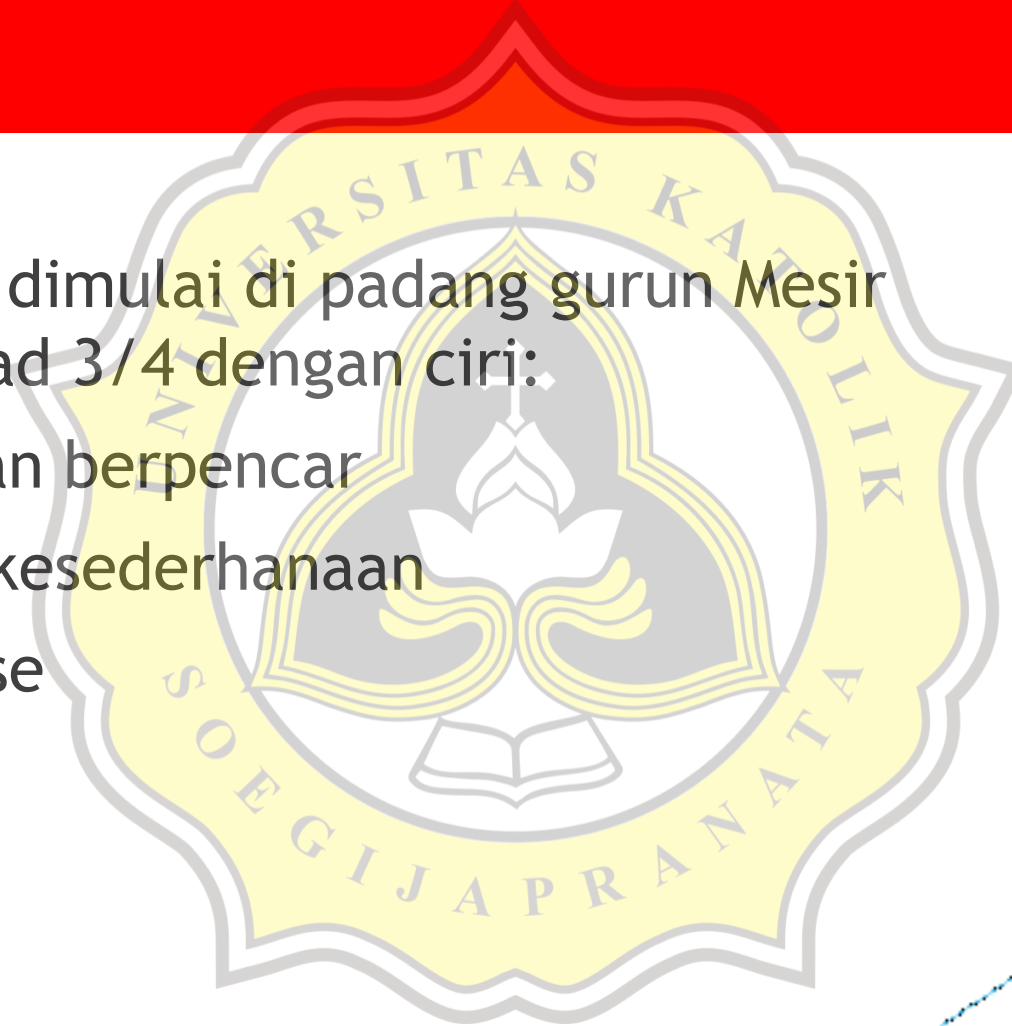 UNIVERSITAS KATOLIK
dimulai di padang gurun Mesir
ad 3/4 dengan ciri:
an berpencar
kesederhanaan
se
SOEGIJAPRANATA